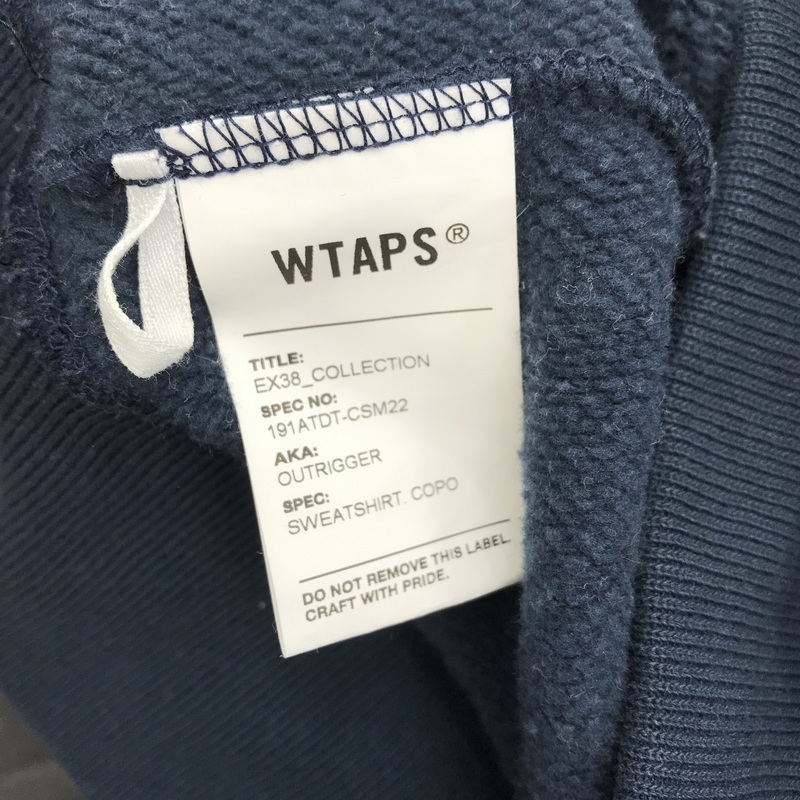 WTAPS®
TITLE:
EX38_COLLECTION
SPEC NO:
191ATDT-CSM22
AKA:
OUTRIGGER
SPEC:
SWEATSHIRT. COPO
DO NOT REMOVE THIS LABEL.
CRAFT WITH PRIDE.